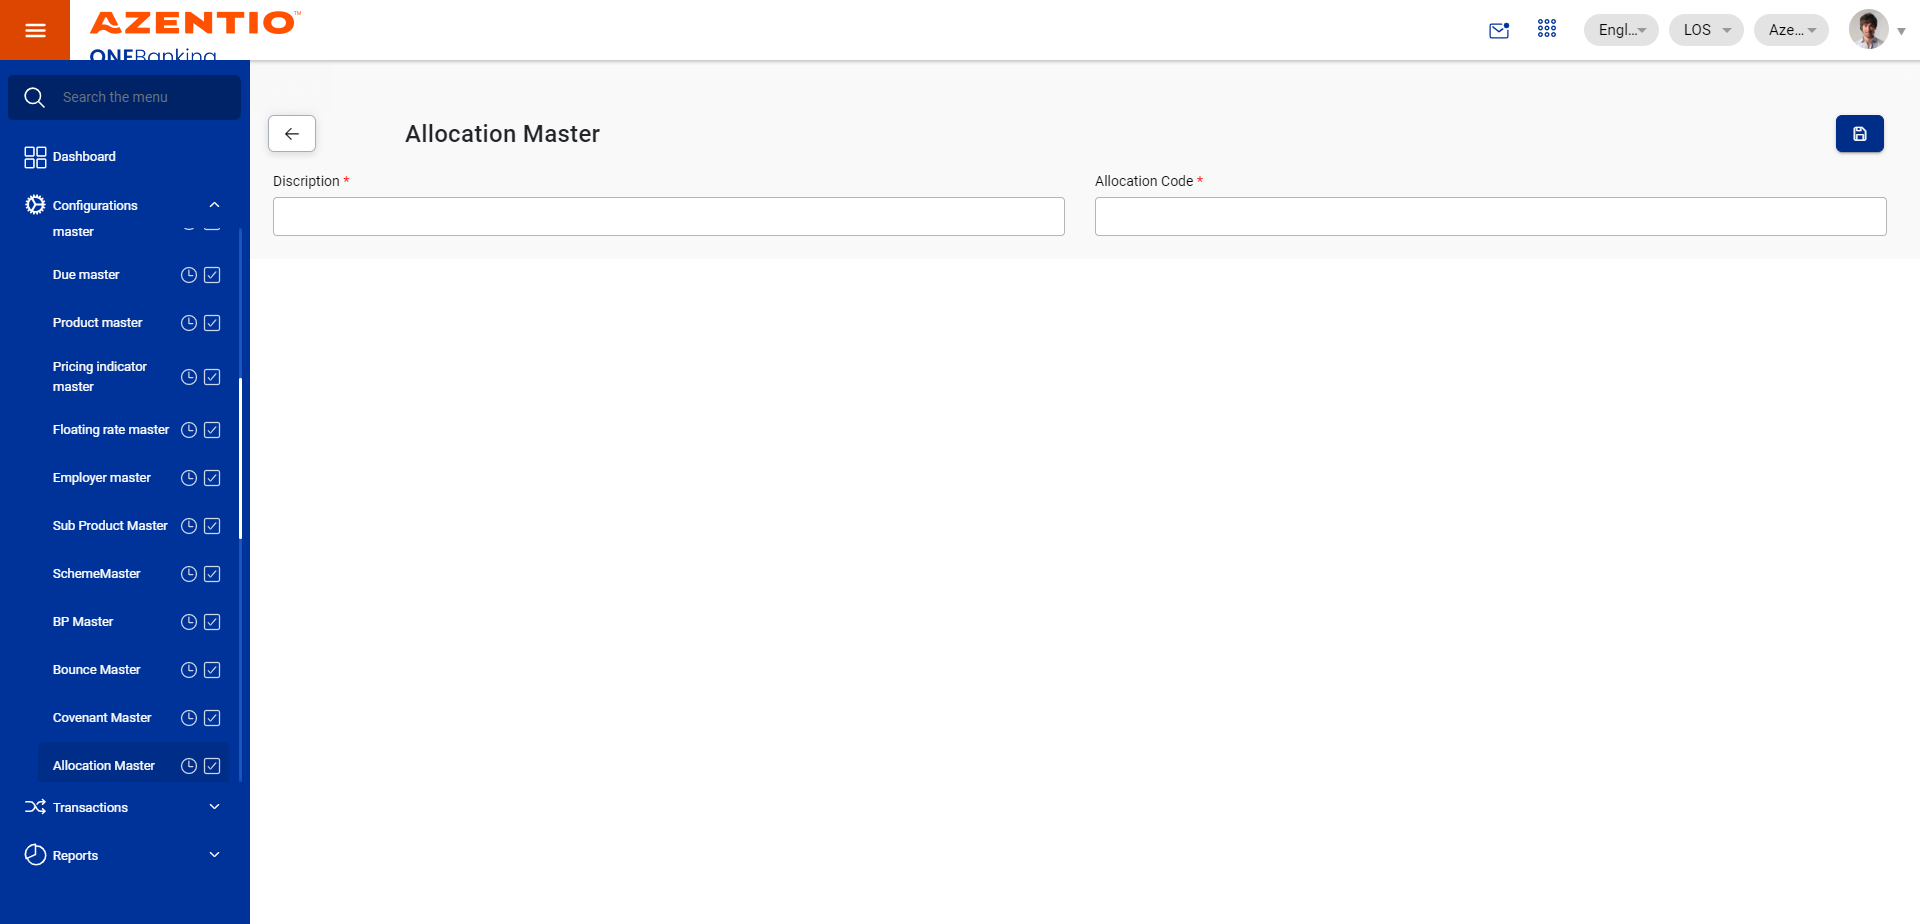 AZENTIO™
ONEBanking
Engl...
LOS
Aze...
Search the menu
Dashboard
Configurations
master
Due master
Product master
Pricing indicator
master
Floating rate master
Employer master
Sub Product Master
SchemeMaster
BP Master
Bounce Master
Covenant Master
Allocation Master
Transactions
Reports
Allocation Master
Discription *
Allocation Code *